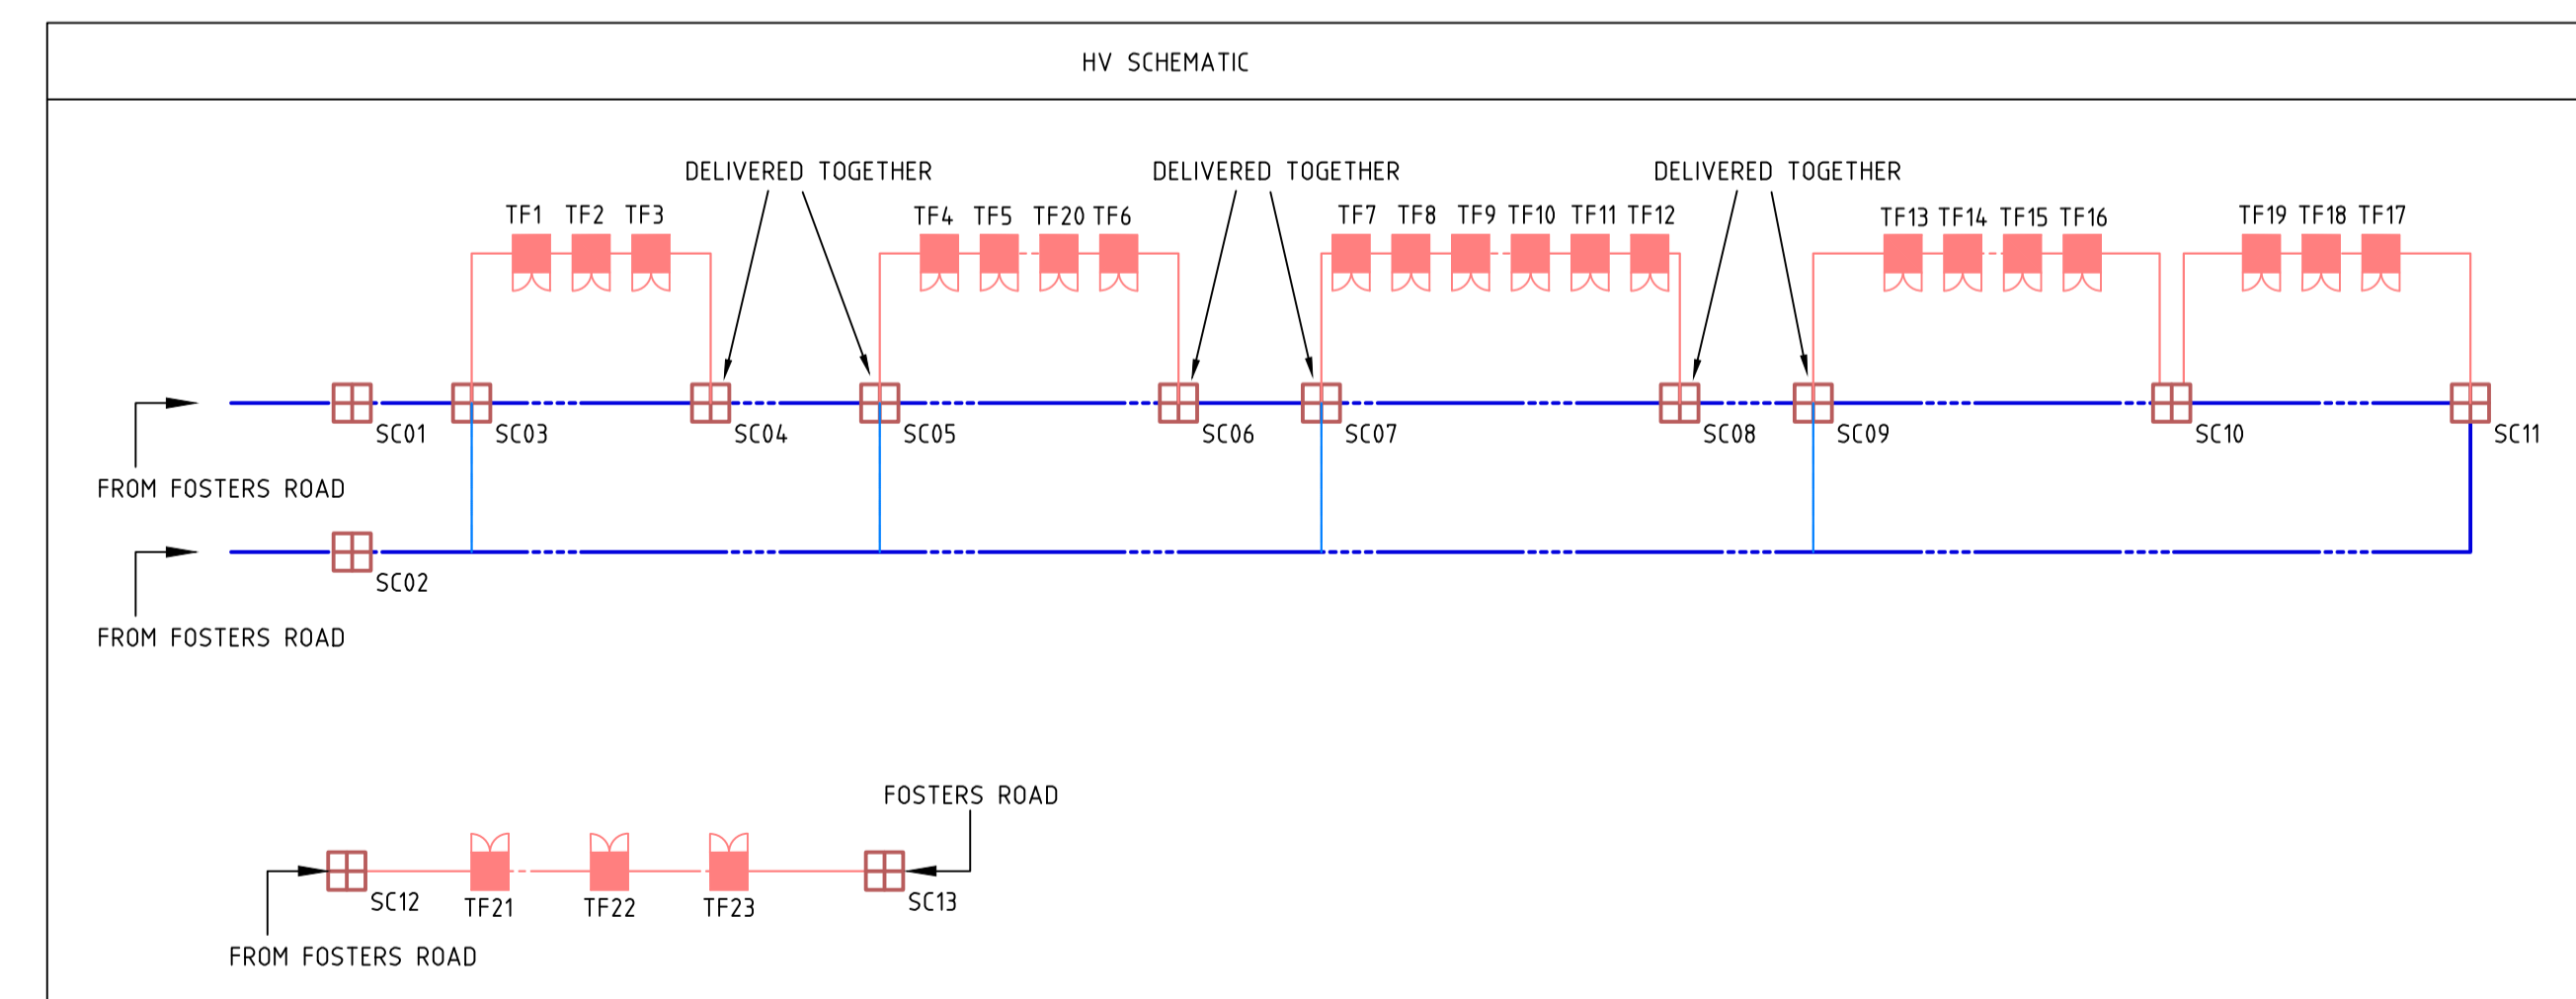 HV SCHEMATIC
DELIVERED TOGETHER
DELIVERED TOGETHER
DELIVERED TOGETHER
TF1 TF2 TF3
TF4 TF5 TF20 TF6
TF7 TF8 TF9 TF10 TF11 TF12
TF13 TF14 TF15 TF16
TF19 TF18 TF17
SC01
SC03
SC04
SC05
SC06
SC07
SC08
SC09
SC10
SC11
FROM FOSTERS ROAD
SC02
FROM FOSTERS ROAD
FOSTERS ROAD
SC12
TF21
TF22
TF23
SC13
FROM FOSTERS ROAD